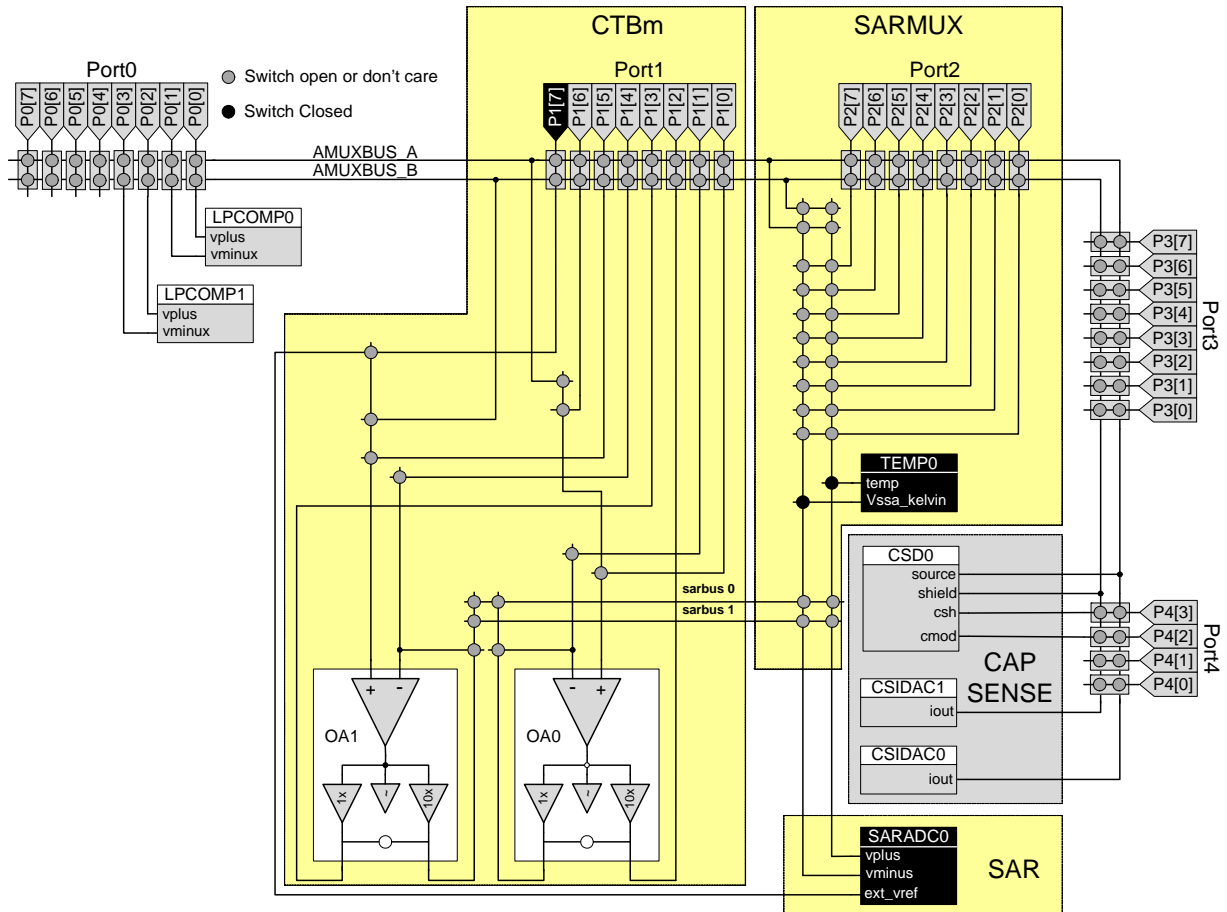 CTBm
SARMUX
Port0
Switch open or don't care
Switch Closed
Port1
Port2
P0[7]
P0[6]
P0[5]
P0[4]
P0[3]
P0[2]
P0[1]
P0[0]
P1[7]
P1[6]
P1[5]
P1[4]
P1[3]
P1[2]
P1[1]
P1[0]
P2[7]
P2[6]
P2[5]
P2[4]
P2[3]
P2[2]
P2[1]
P2[0]
AMUXBUS_A
AMUXBUS_B
LPCOMP0
vplus
vminux
LPCOMP1
vplus
vminux
P3[7]
P3[6]
P3[5]
P3[4]
P3[3]
P3[2]
P3[1]
P3[0]
Port3
TEMP0
temp
Vssa_kelvin
CSD0
source
shield
csh
cmod
sarbus 0
sarbus 1
P4[3]
P4[2]
P4[1]
P4[0]
Port4
CAP
SENSE
CSIDAC1
iout
CSIDAC0
iout
+
-
OA1
1x
~
10x
-
+
OA0
1x
~
10x
SARADC0
vplus
vminus
ext_vref
SAR